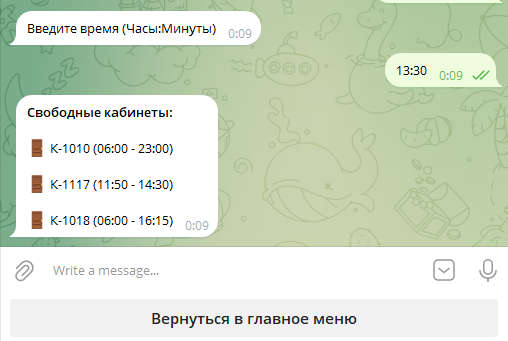 Введите время (Часы:Минуты)
0:09
13:30
0:09
Свободные кабинеты:
К-1010 (06:00 - 23:00)
К-1117 (11:50 - 14:30)
К-1018 (06:00 - 16:15)
0:09
Write a message...
Вернуться в главное меню